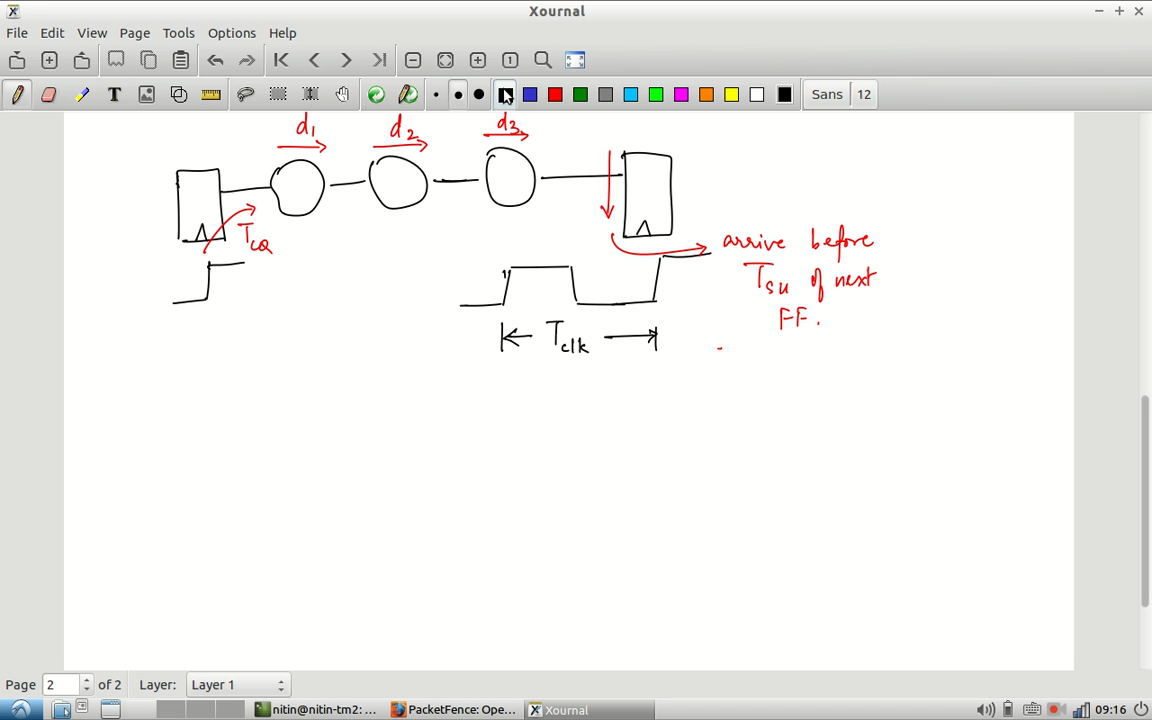 Xournal
File Edit View Page Tools Options Help
Sans 12
d1 d2 d3
TCQ
arrive before
TSU of next
FF.
Tclk
Page 2 of 2 Layer: Layer 1
nitin@nitin-tm2: ... PacketFence: Ope... Xournal 09:16